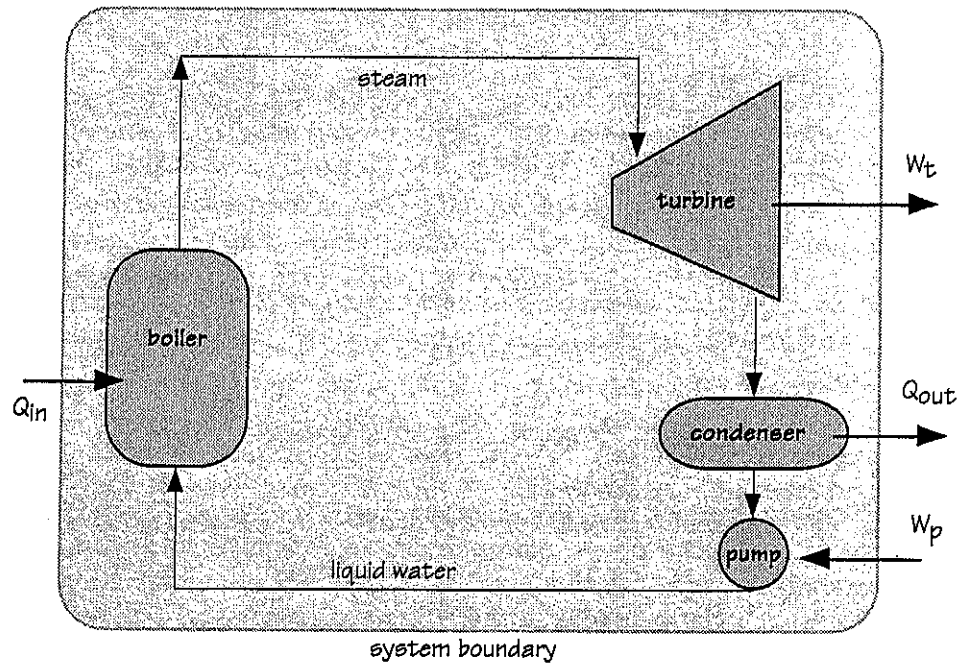 steam
turbine
Wt
boiler
Qin
Qout
condenser
Wp
pump
liquid water
system boundary